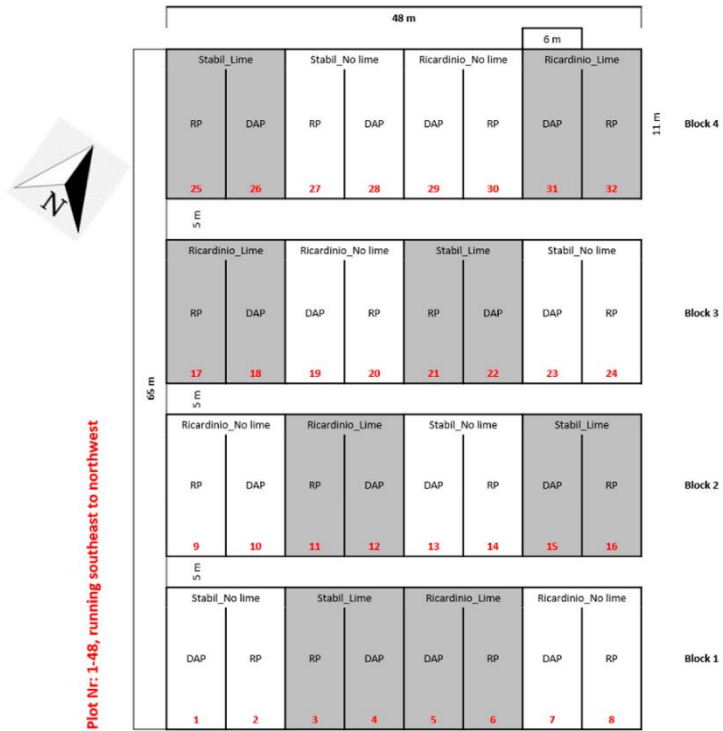 48 m
6 m
Stabil_Lime Stabil_No lime Ricardinio_No lime Ricardinio_Lime
RP DAP RP DAP DAP RP DAP RP 11 m Block 4
25 26 27 28 29 30 31 32
N
5 m
Ricardinio_Lime Ricardinio_No lime Stabil_Lime Stabil_No lime
RP DAP DAP RP RP DAP DAP RP Block 3
17 18 19 20 21 22 23 24
65 m
5 m
Ricardinio_No lime Ricardinio_Lime Stabil_No lime Stabil_Lime
RP DAP RP DAP DAP RP DAP RP Block 2
9 10 11 12 13 14 15 16
5 m
Stabil_No lime Stabil_Lime Ricardinio_Lime Ricardinio_No lime
DAP RP RP DAP DAP RP DAP RP Block 1
1 2 3 4 5 6 7 8
Plot Nr: 1-48, running southeast to northwest